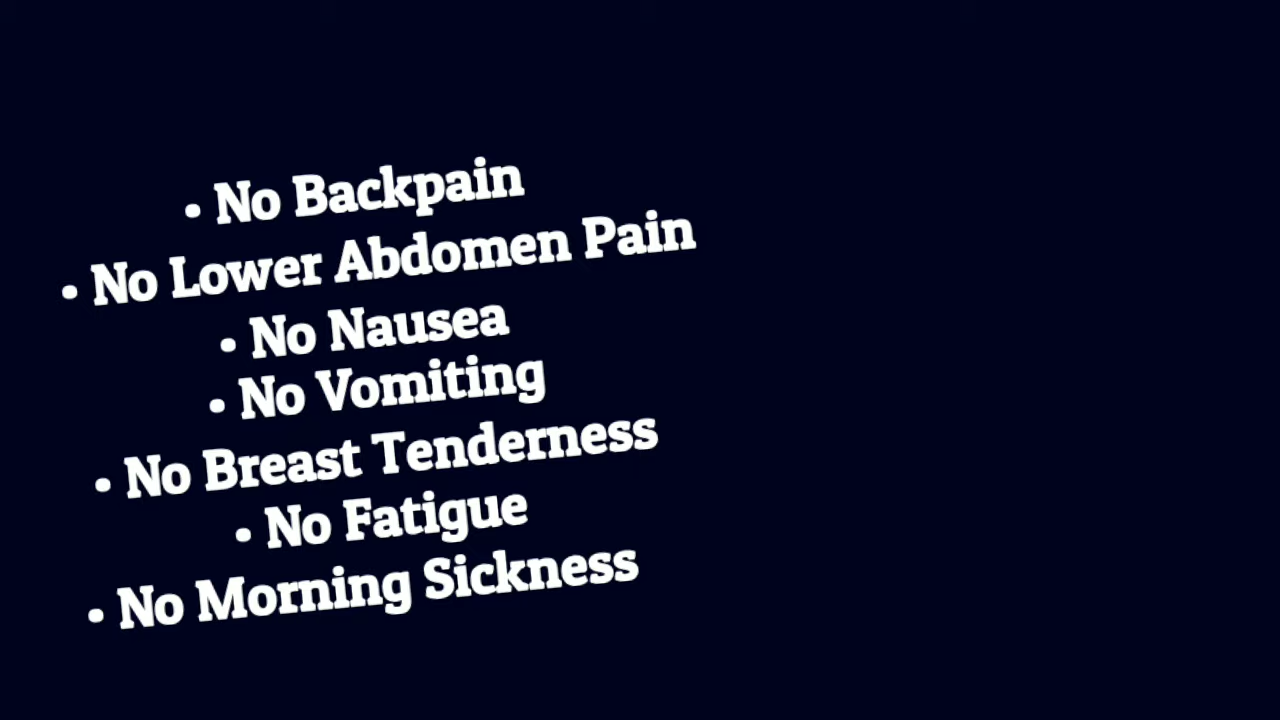 • No Backpain
• No Lower Abdomen Pain
• No Nausea
• No Vomiting
• No Breast Tenderness
• No Fatigue
• No Morning Sickness